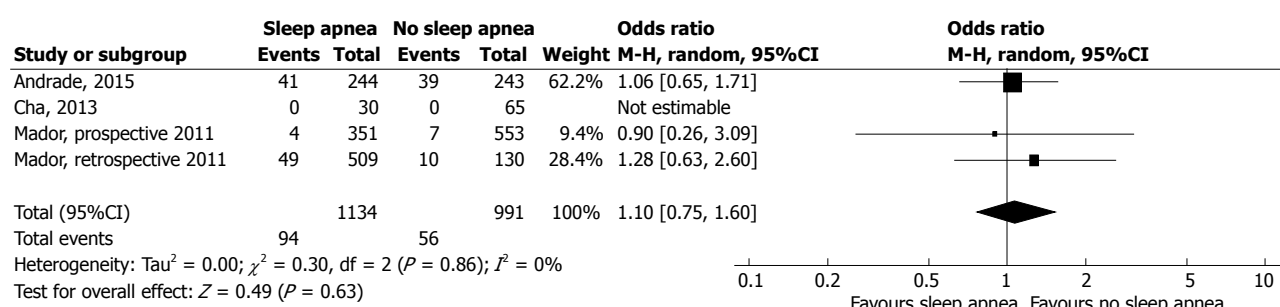 Sleep apnea No sleep apnea Odds ratio Odds ratio
Study or subgroup Events Total Events Total Weight M-H, random, 95%CI M-H, random, 95%CI
Andrade, 2015 41 244 39 243 62.2% 1.06 [0.65, 1.71]
Cha, 2013 0 30 0 65 Not estimable
Mador, prospective 2011 4 351 7 553 9.4% 0.90 [0.26, 3.09]
Mador, retrospective 2011 49 509 10 130 28.4% 1.28 [0.63, 2.60]
Total (95%CI) 1134 991 100% 1.10 [0.75, 1.60]
Total events 94 56
Heterogeneity: Tau² = 0.00; χ² = 0.30, df = 2 (P = 0.86); I² = 0%
0.1 0.2 0.5 1 2 5 10
Test for overall effect: Z = 0.49 (P = 0.63)
Favours sleep apnea Favours no sleep apnea